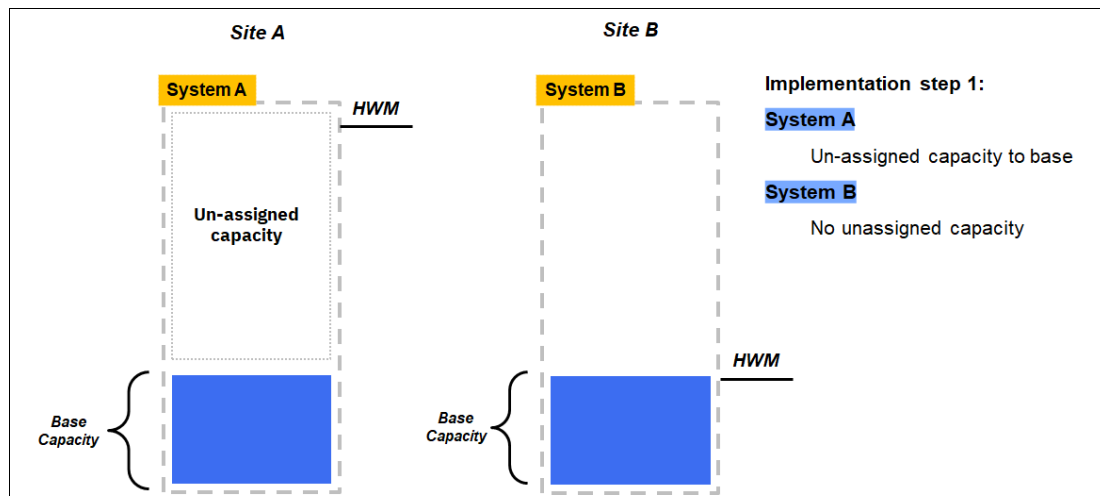 Site A
Site B
System A
HWM
System B
Implementation step 1:
System A
Un-assigned capacity to base
System B
No unassigned capacity
Un-assigned
capacity
HWM
Base
Capacity
Base
Capacity